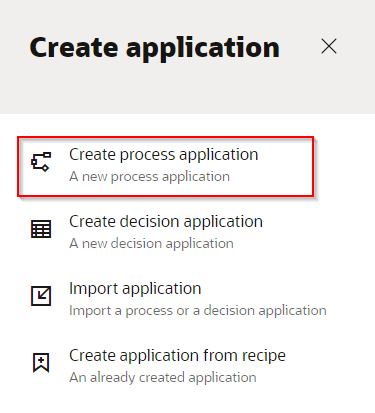 Create application
Create process application
A new process application
Create decision application
A new decision application
Import application
Import a process or a decision application
Create application from recipe
An already created application